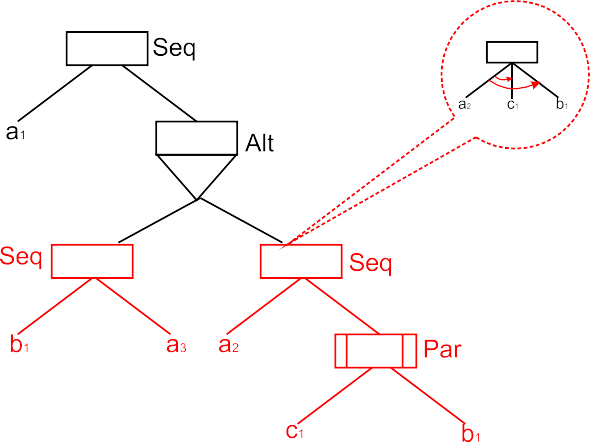 Seq
a₂ c₁ b₁
a₁
Alt
Seq
Seq
b₁ a₃ a₂
Par
c₁ b₁